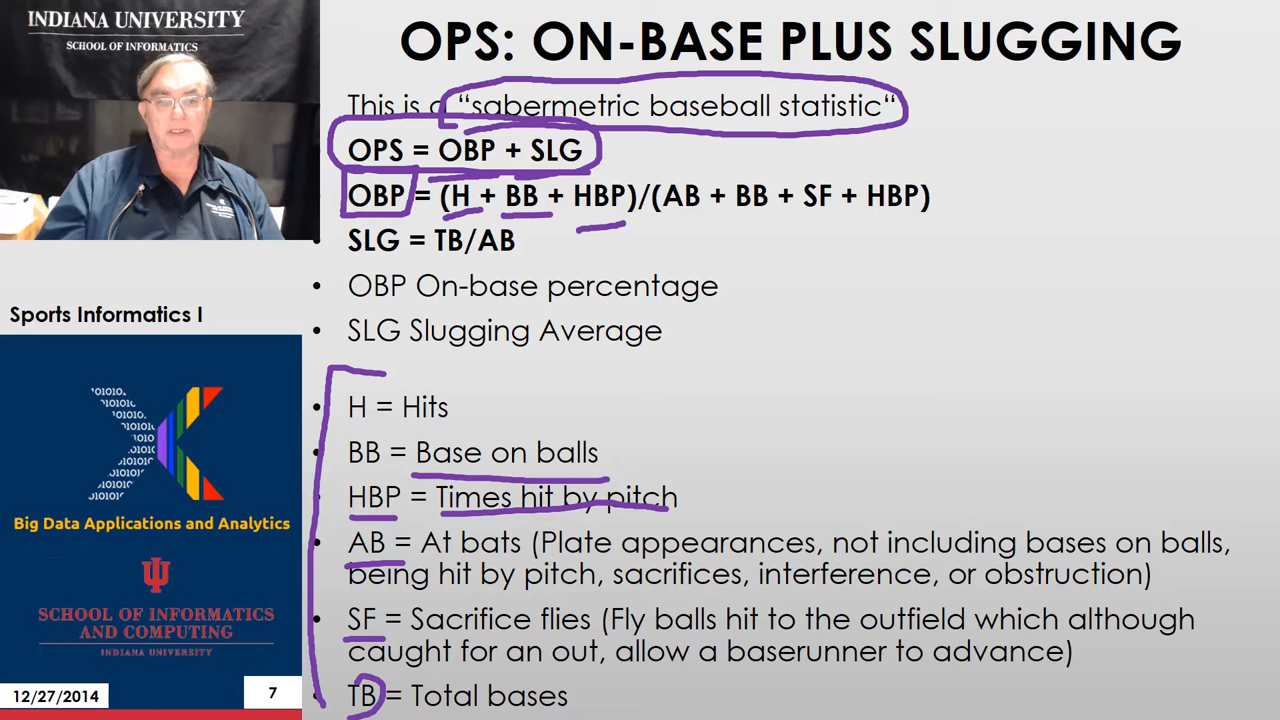 INDIANA UNIVERSITY
SCHOOL OF INFORMATICS
OPS: ON-BASE PLUS SLUGGING
This is a “sabermetric baseball statistic“
OPS = OBP + SLG
OBP = (H + BB + HBP)/(AB + BB + SF + HBP)
• SLG = TB/AB
• OBP On-base percentage
• SLG Slugging Average
• H = Hits
• BB = Base on balls
• HBP = Times hit by pitch
• AB = At bats (Plate appearances, not including bases on balls,
being hit by pitch, sacrifices, interference, or obstruction)
• SF = Sacrifice flies (Fly balls hit to the outfield which although
caught for an out, allow a baserunner to advance)
• TB = Total bases
Sports Informatics I
Big Data Applications and Analytics
SCHOOL OF INFORMATICS
AND COMPUTING
INDIANA UNIVERSITY
12/27/2014
7